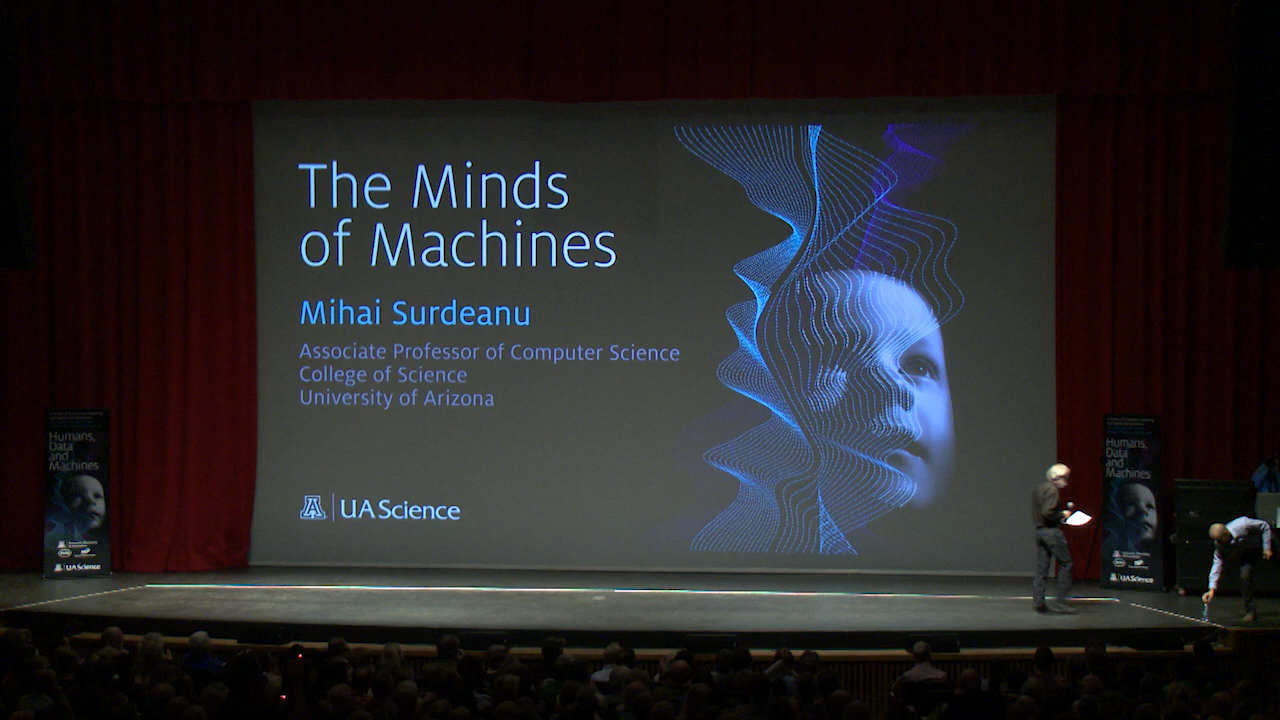 The Minds
of Machines
Mihai Surdeanu
Associate Professor of Computer Science
College of Science
University of Arizona
A
UA Science
Humans,
Data
and
Machines
UA Science
Humans,
Data
and
Machines
UA Science